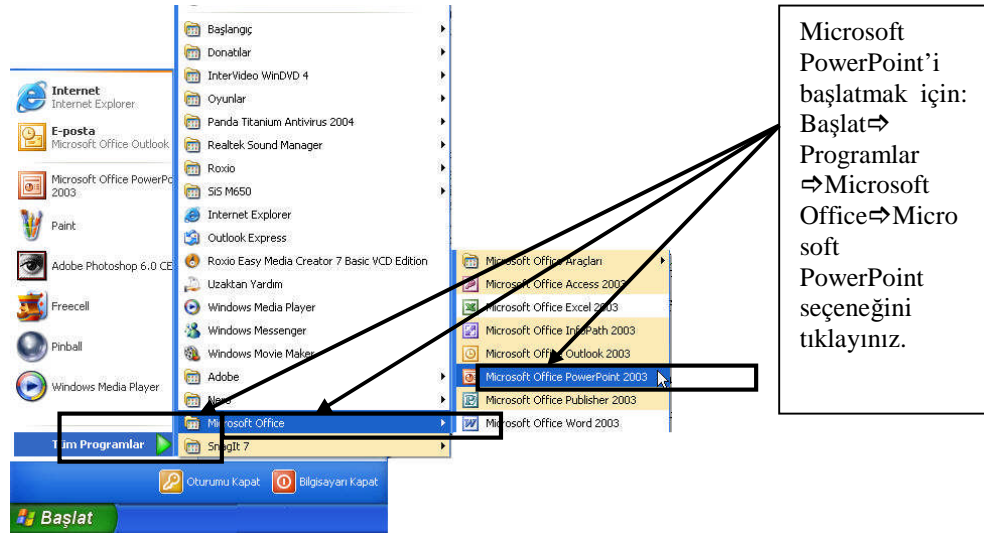 Başlangıç
Donatılar
InterVideo WinDVD 4
Oyunlar
Panda Titanium Antivirus 2004
Realtek Sound Manager
Roxio
SiS M650
Internet Explorer
Outlook Express
Roxio Easy Media Creator 7 Basic VCD Edition
Uzaktan Yardım
Windows Media Player
Windows Messenger
Windows Movie Maker
Adobe
Nero
Microsoft Office
SnagIt 7
Internet
Internet Explorer
E-posta
Microsoft Office Outlook
Microsoft Office PowerPo
2003
Paint
Adobe Photoshop 6.0 CE
Freecell
Pinball
Windows Media Player
Tüm Programlar
Microsoft Office Araçları
Microsoft Office Access 2003
Microsoft Office Excel 2003
Microsoft Office InfoPath 2003
Microsoft Office Outlook 2003
Microsoft Office PowerPoint 2003
Microsoft Office Publisher 2003
Microsoft Office Word 2003
Oturumu Kapat
Bilgisayarı Kapat
Başlat
Microsoft
PowerPoint’i
başlatmak için:
Başlat⇨
Programlar
⇨Microsoft
Office⇨Micro
soft
PowerPoint
seçeneğini
tıklayınız.